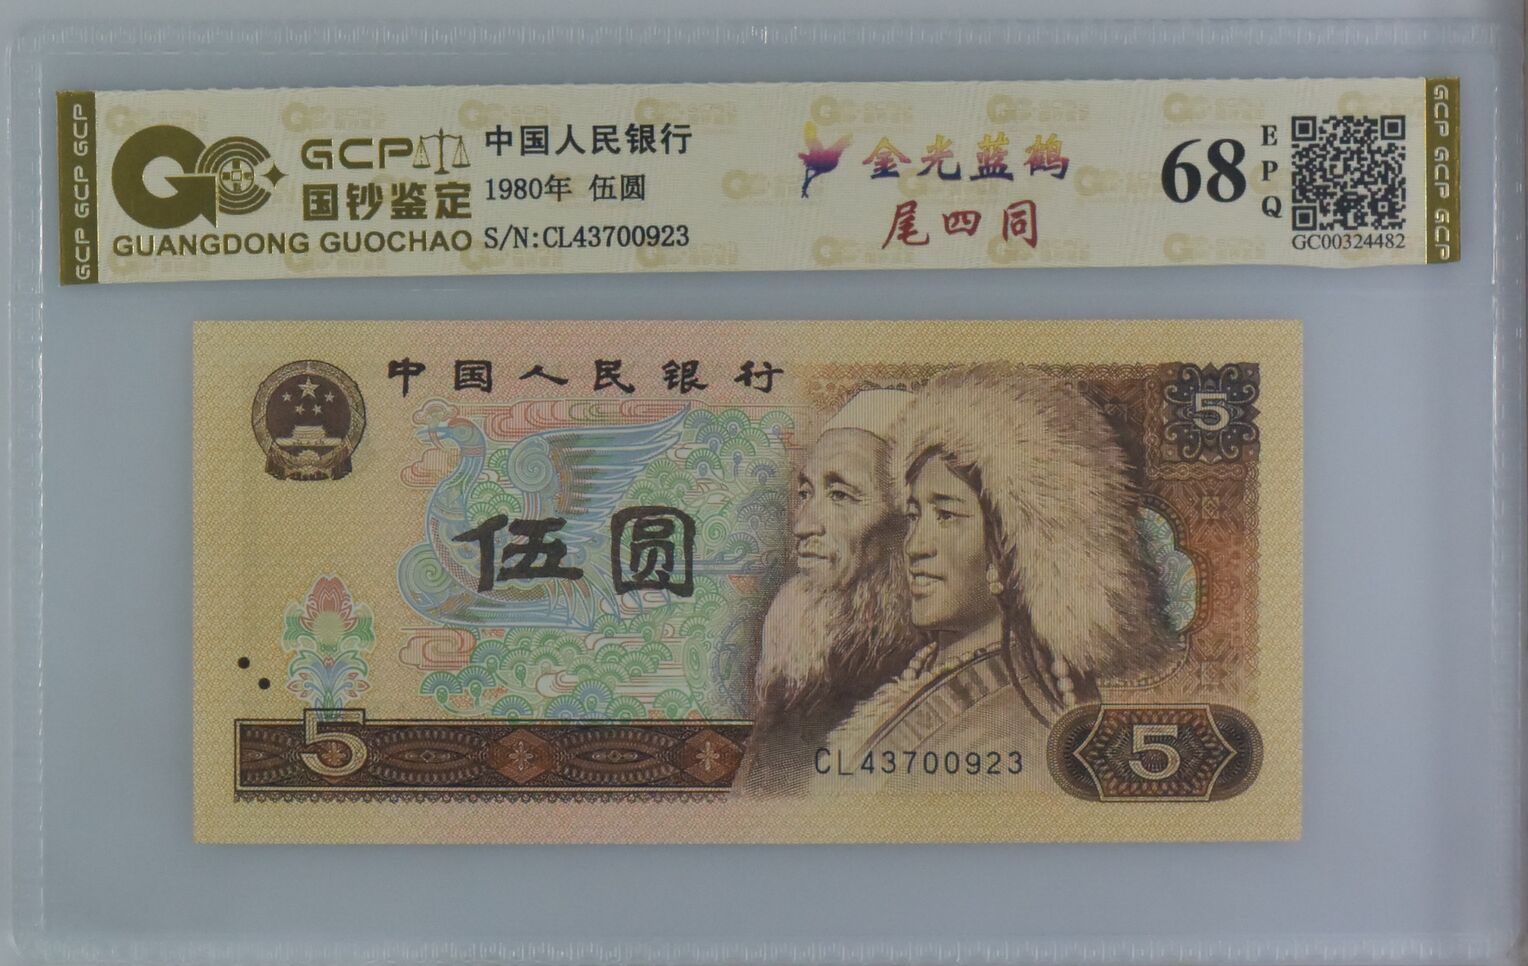 GCP GCP GCP
GCP
国钞鉴定
GUANGDONG GUOCHAO
中国人民银行
1980年 伍圆
S/N:CL43700923
金光蓝鹤
尾四同
68
EPQ
GC00324482
GCP GCP GCP
中国人民银行
5
伍圆
5
CL43700923
5